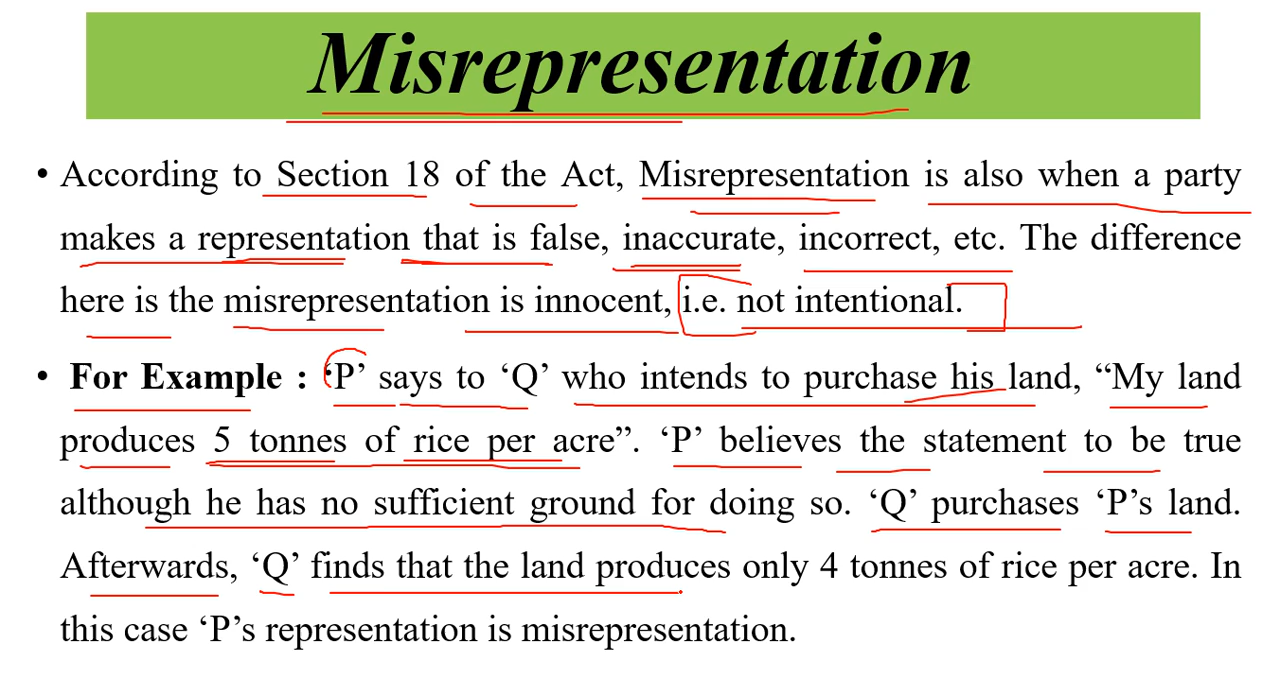 Misrepresentation
• According to Section 18 of the Act, Misrepresentation is also when a party
makes a representation that is false, inaccurate, incorrect, etc. The difference
here is the misrepresentation is innocent, i.e. not intentional.
• For Example : ‘P’ says to ‘Q’ who intends to purchase his land, “My land
produces 5 tonnes of rice per acre”. ‘P’ believes the statement to be true
although he has no sufficient ground for doing so. ‘Q’ purchases ‘P’s land.
Afterwards, ‘Q’ finds that the land produces only 4 tonnes of rice per acre. In
this case ‘P’s representation is misrepresentation.